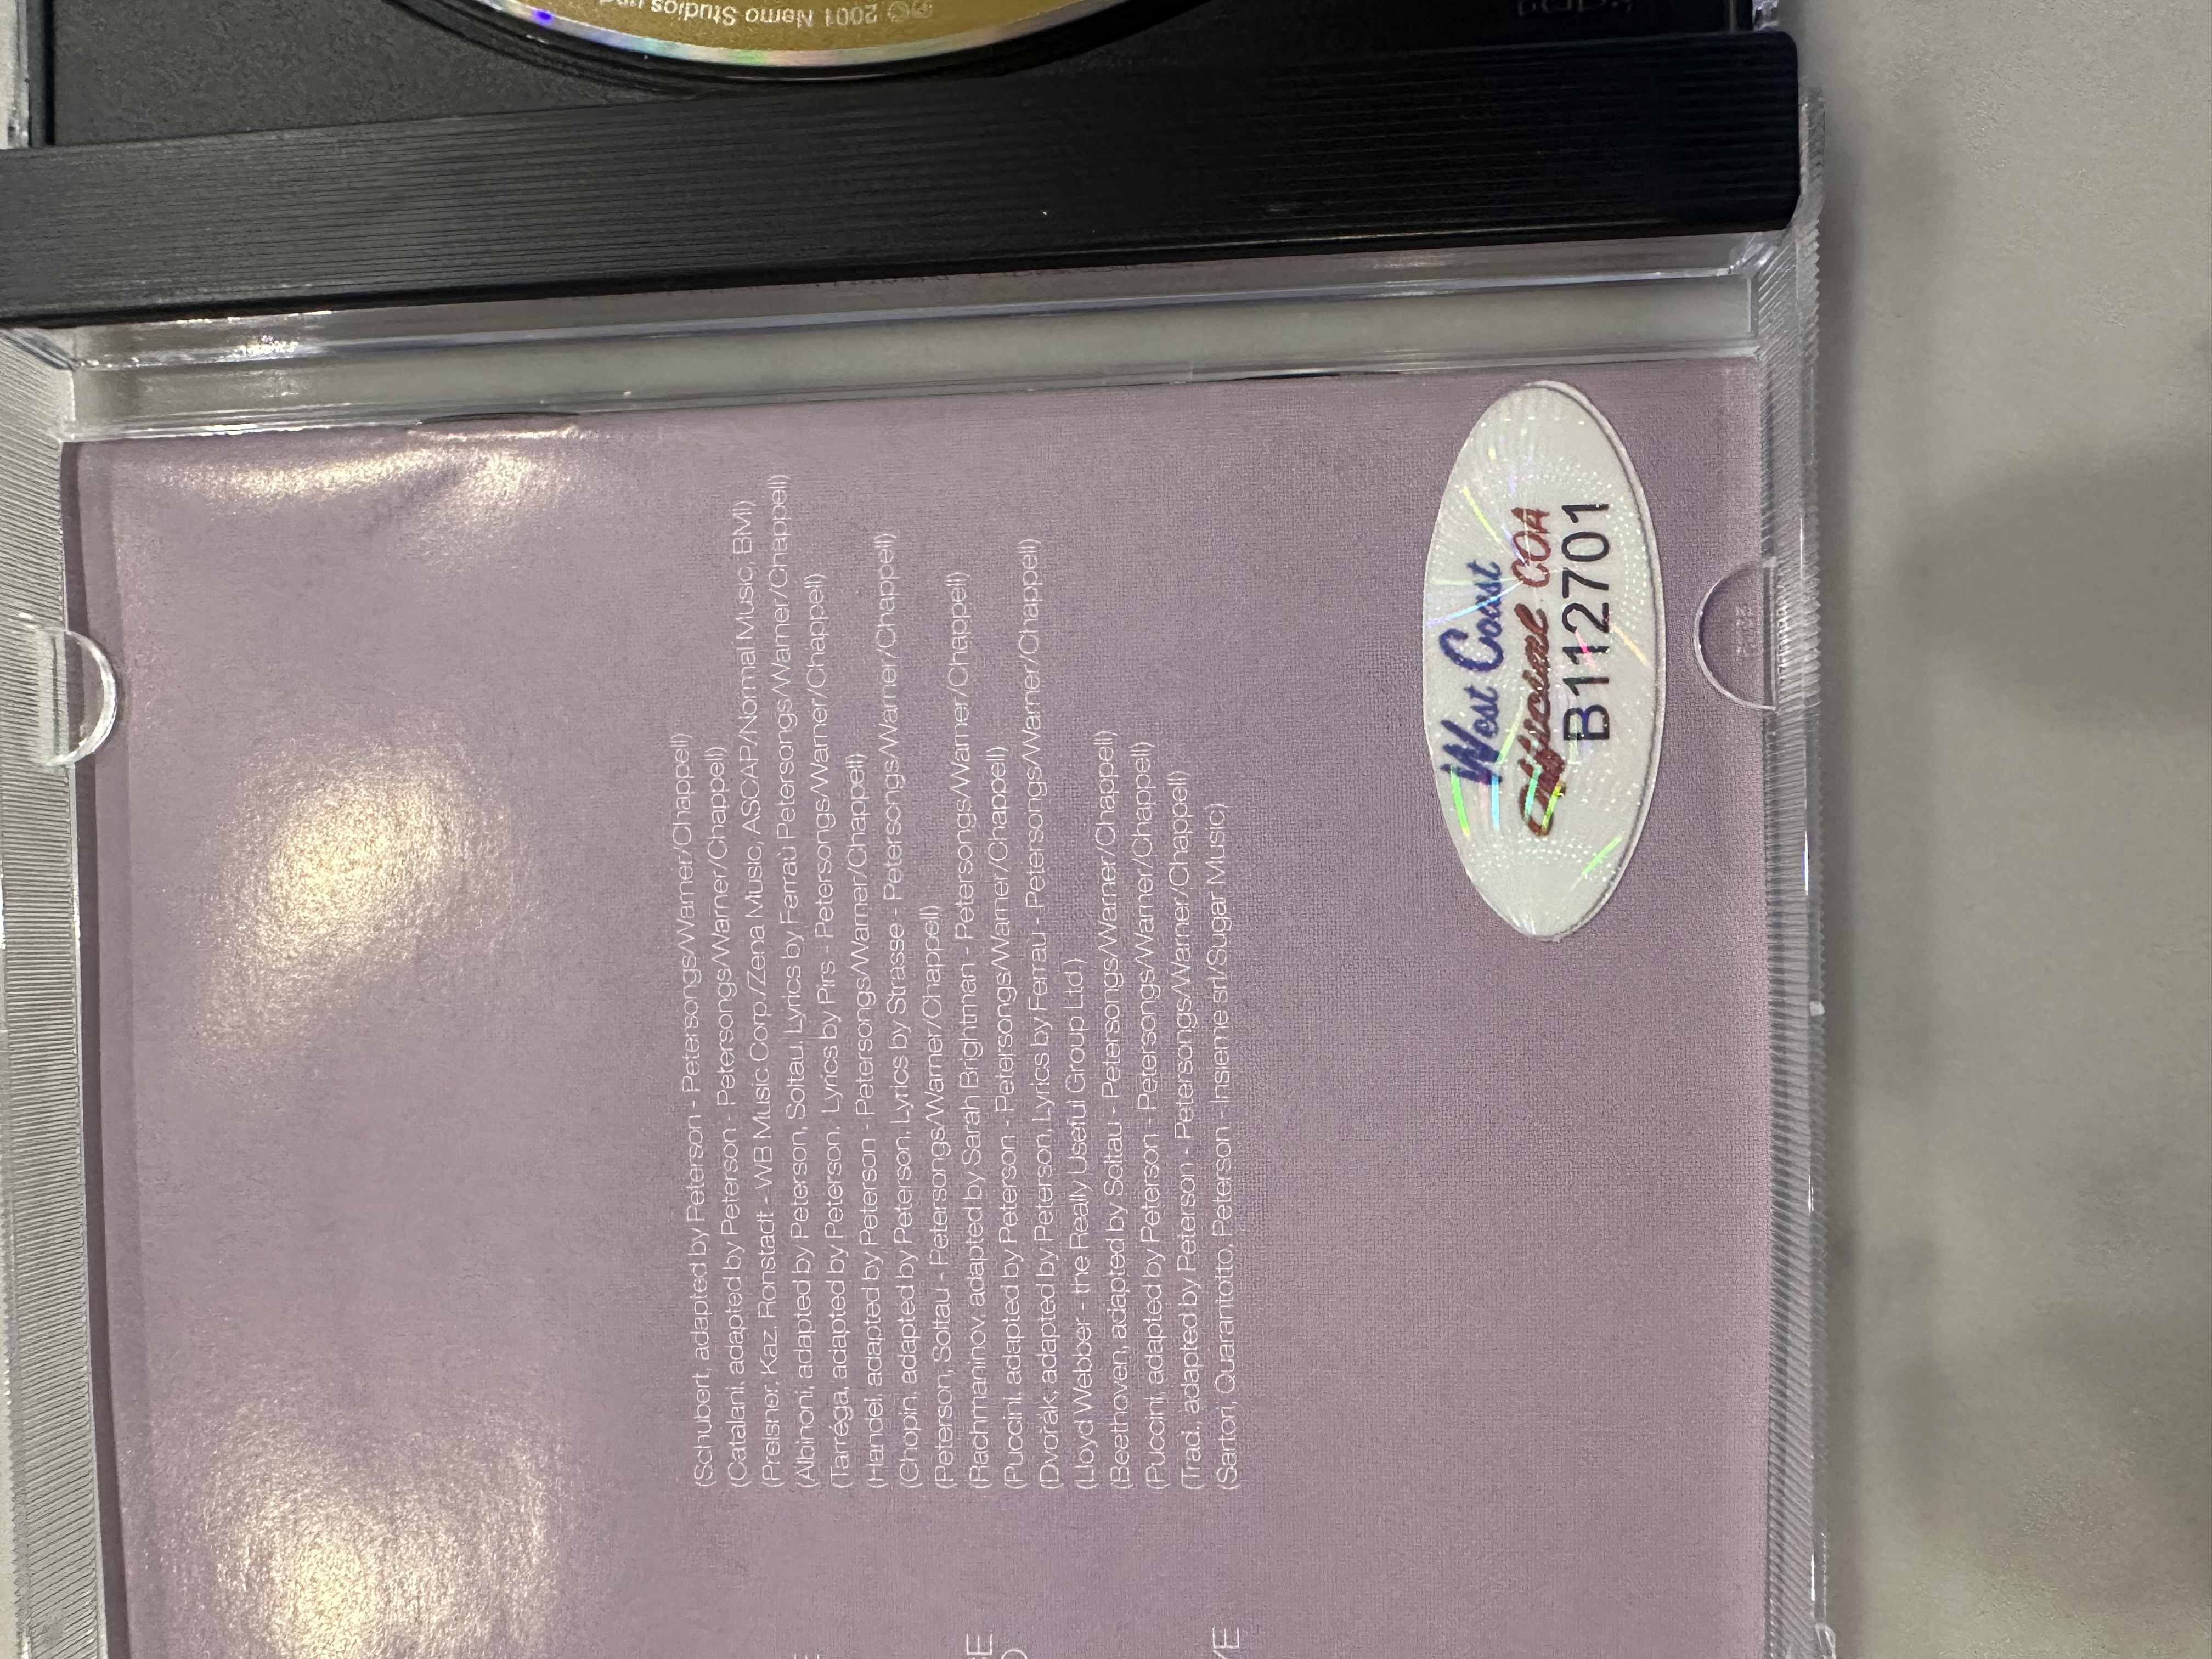 ℗© 2001 Nemo Studios und
(Schubert, adapted by Peterson - Petersongs/Warner/Chappell)
(Catalani, adapted by Peterson - Petersongs/Warner/Chappell)
(Preisner, Kaz, Ronstadt - WB Music Corp./Zena Music, ASCAP/Normal Music, BMI)
(Albinoni, adapted by Peterson, Soltau, Lyrics by Ferraù Petersongs/Warner/Chappell)
(Tarréga, adapted by Peterson, Lyrics by Pirs - Petersongs/Warner/Chappell)
(Handel, adapted by Peterson - Petersongs/Warner/Chappell)
(Chopin, adapted by Peterson, Lyrics by Strasse - Petersongs/Warner/Chappell)
(Peterson, Soltau - Petersongs/Warner/Chappell)
(Rachmaninov, adapted by Sarah Brightman - Petersongs/Warner/Chappell)
(Puccini, adapted by Peterson - Petersongs/Warner/Chappell)
(Dvořák, adapted by Peterson, Lyrics by Ferrau - Petersongs/Warner/Chappell)
(Lloyd Webber - the Really Useful Group Ltd.)
(Beethoven, adapted by Soltau - Petersongs/Warner/Chappell)
(Puccini, adapted by Peterson - Petersongs/Warner/Chappell)
(Trad., adapted by Peterson - Petersongs/Warner/Chappell)
(Sartori, Quarantotto, Peterson - Insieme srl/Sugar Music)
West Coast
Authentic COA
B112701